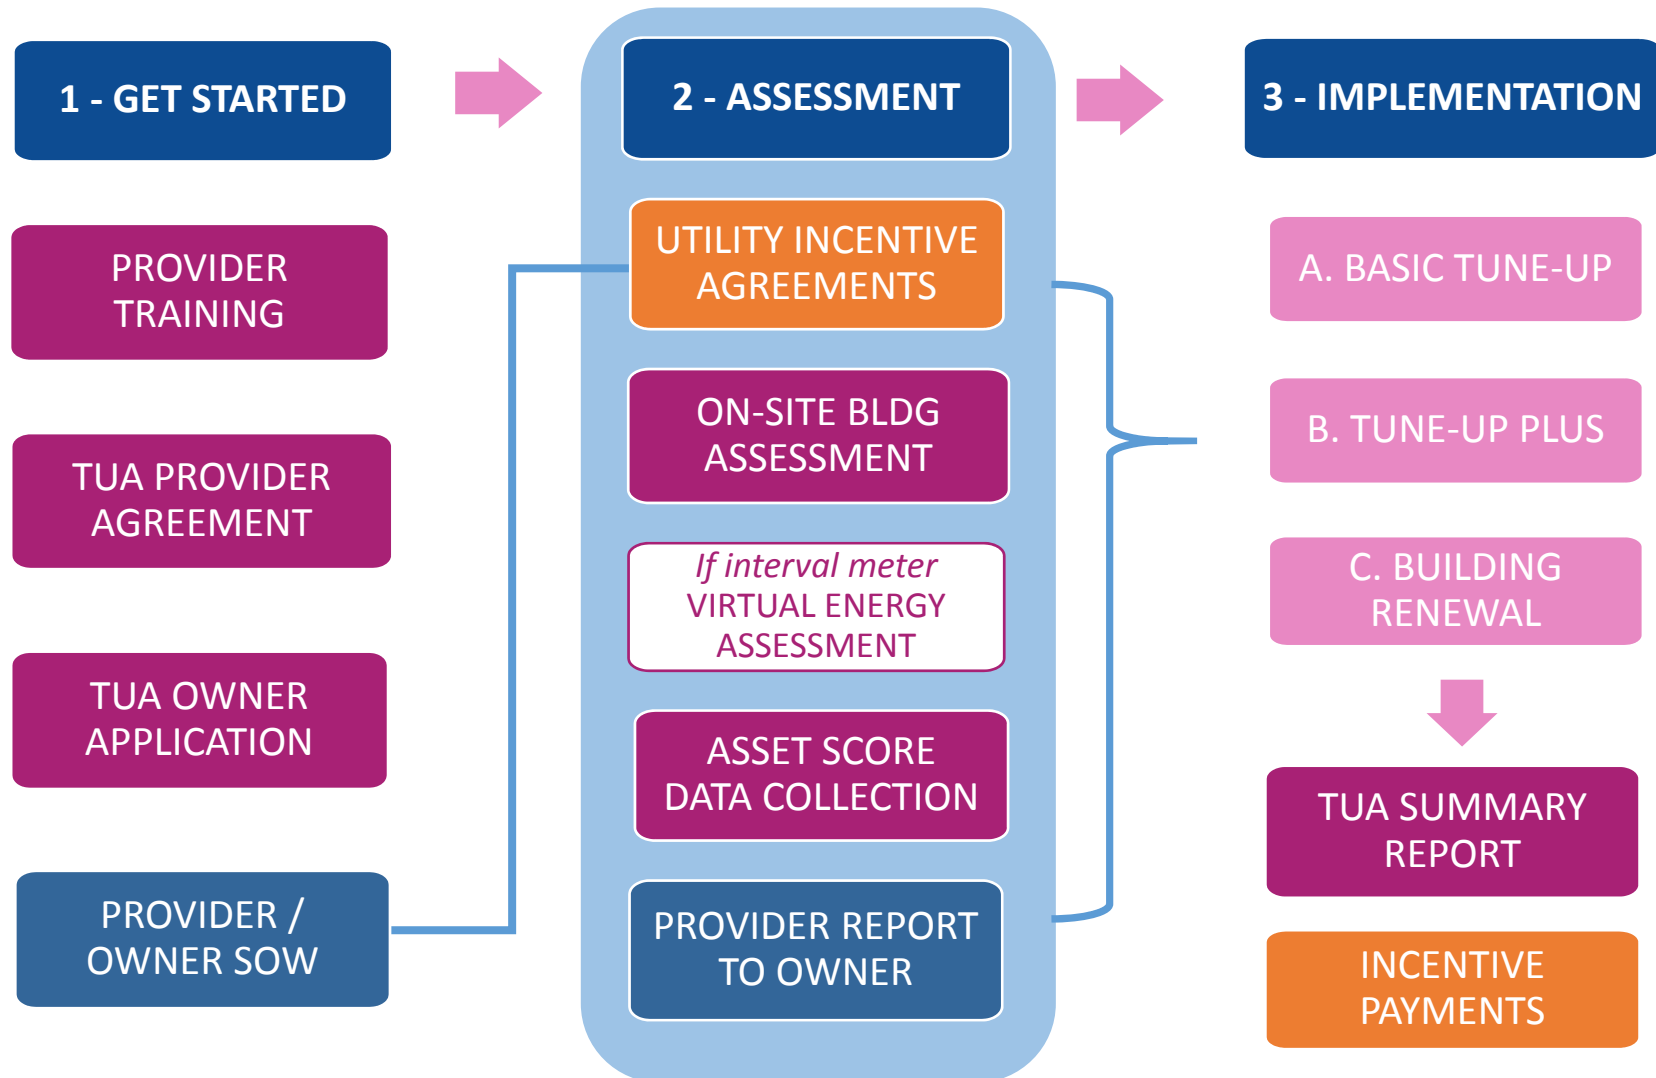 1 - GET STARTED
PROVIDER
TRAINING
TUA PROVIDER
AGREEMENT
TUA OWNER
APPLICATION
PROVIDER /
OWNER SOW
2 - ASSESSMENT
UTILITY INCENTIVE
AGREEMENTS
ON-SITE BLDG
ASSESSMENT
If interval meter
VIRTUAL ENERGY
ASSESSMENT
ASSET SCORE
DATA COLLECTION
PROVIDER REPORT
TO OWNER
3 - IMPLEMENTATION
A. BASIC TUNE-UP
B. TUNE-UP PLUS
C. BUILDING
RENEWAL
TUA SUMMARY
REPORT
INCENTIVE
PAYMENTS